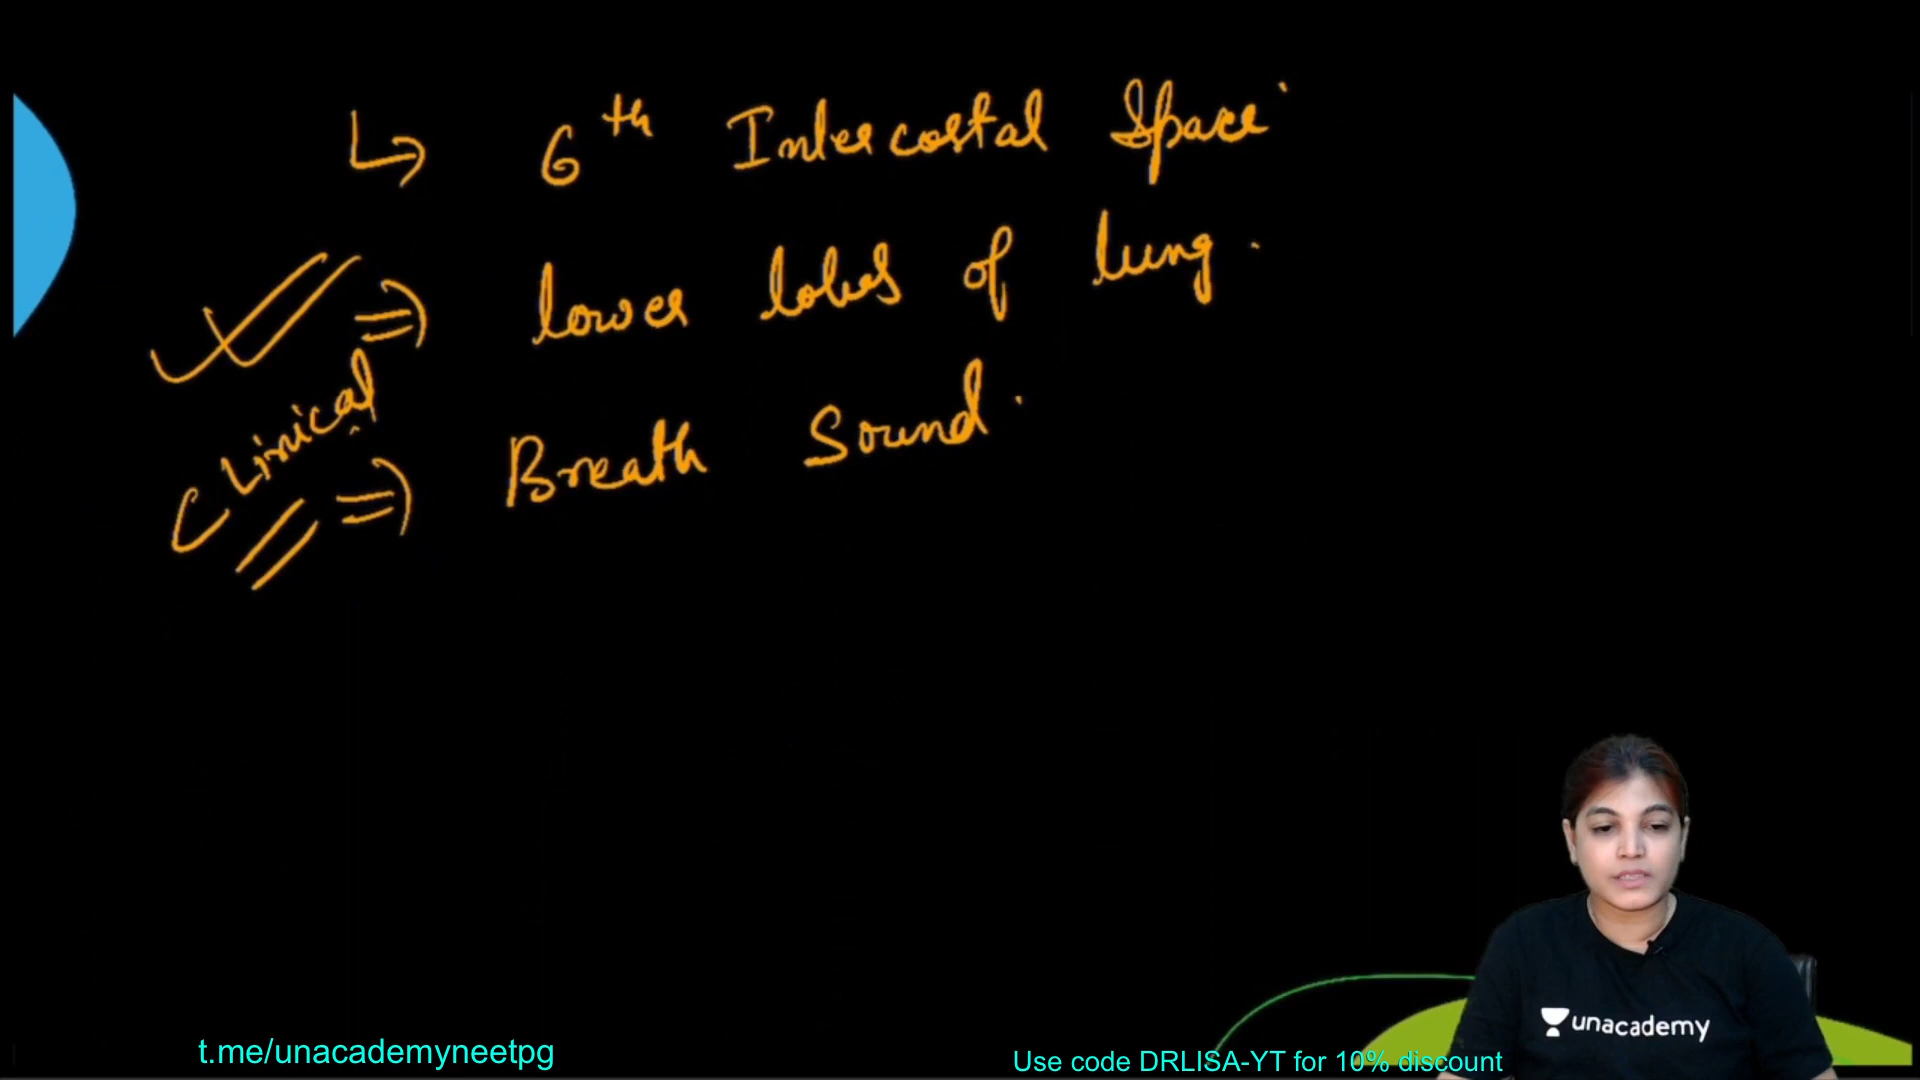 6th Intercostal Space.
lower lobes of lung.
Clinical
Breath Sound.
unacademy
t.me/unacademyneetpg
Use code DRLISA-YT for 10% discount